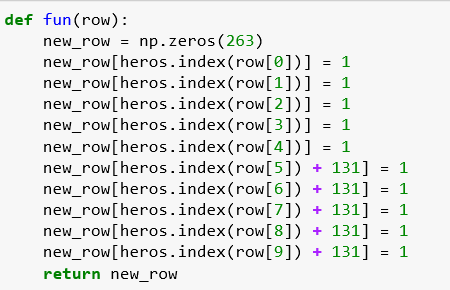 def fun(row):
    new_row = np.zeros(263)
    new_row[heros.index(row[0])] = 1
    new_row[heros.index(row[1])] = 1
    new_row[heros.index(row[2])] = 1
    new_row[heros.index(row[3])] = 1
    new_row[heros.index(row[4])] = 1
    new_row[heros.index(row[5]) + 131] = 1
    new_row[heros.index(row[6]) + 131] = 1
    new_row[heros.index(row[7]) + 131] = 1
    new_row[heros.index(row[8]) + 131] = 1
    new_row[heros.index(row[9]) + 131] = 1
    return new_row